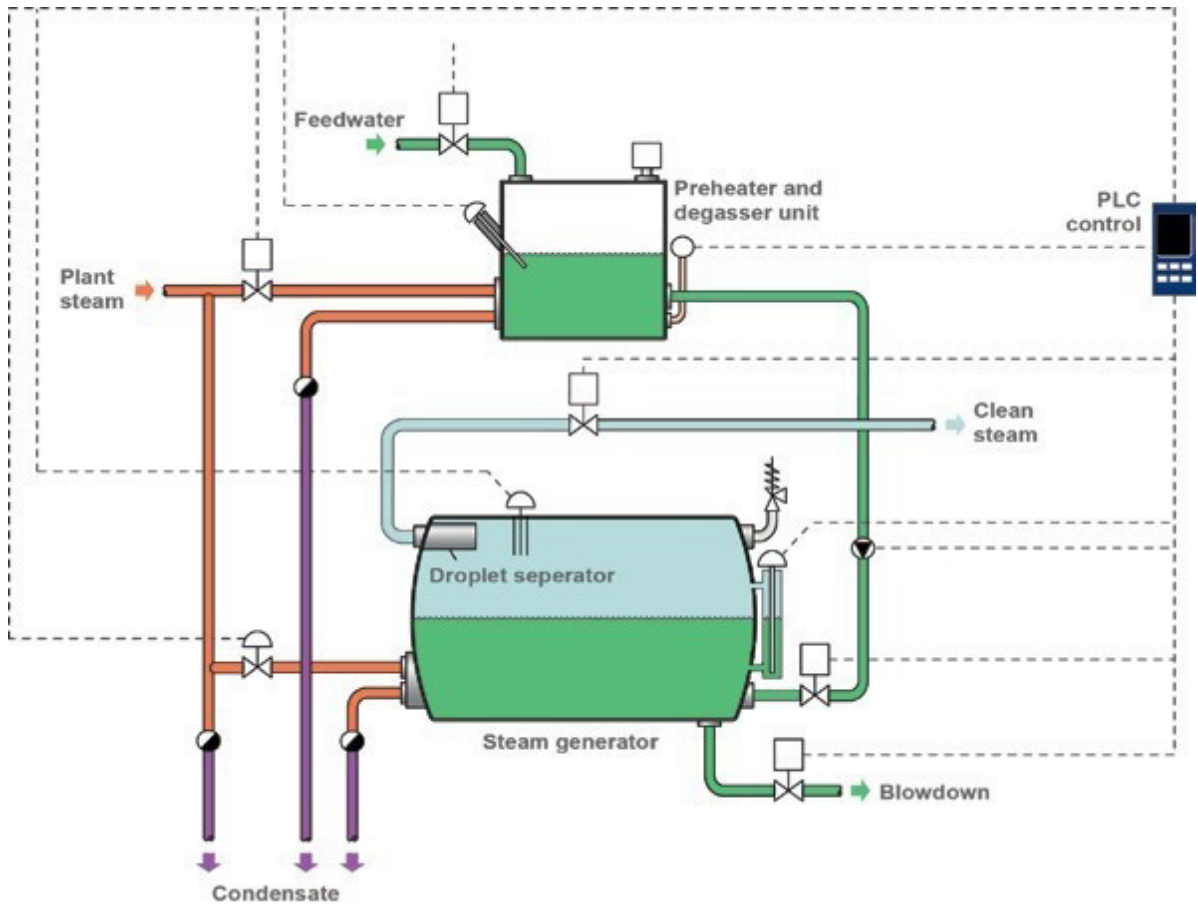 Feedwater
Preheater and
degasser unit
PLC
control
Plant
steam
Clean
steam
Droplet seperator
Steam generator
Blowdown
Condensate